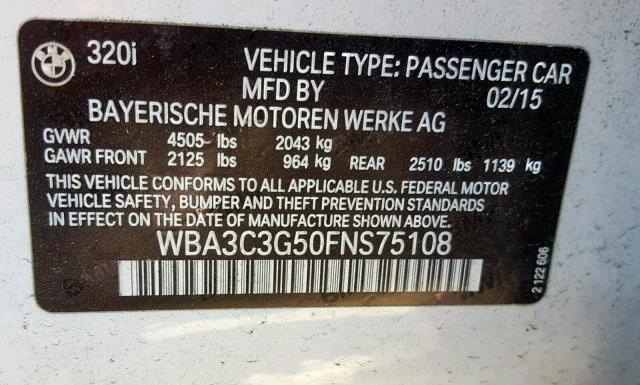 BMW 320i VEHICLE TYPE: PASSENGER CAR
MFD BY 02/15
BAYERISCHE MOTOREN WERKE AG
GVWR 4505 lbs 2043 kg
GAWR FRONT 2125 lbs 964 kg REAR 2510 lbs 1139 kg
THIS VEHICLE CONFORMS TO ALL APPLICABLE U.S. FEDERAL MOTOR
VEHICLE SAFETY, BUMPER AND THEFT PREVENTION STANDARDS
IN EFFECT ON THE DATE OF MANUFACTURE SHOWN ABOVE.
WBA3C3G50FNS75108
2 122 606